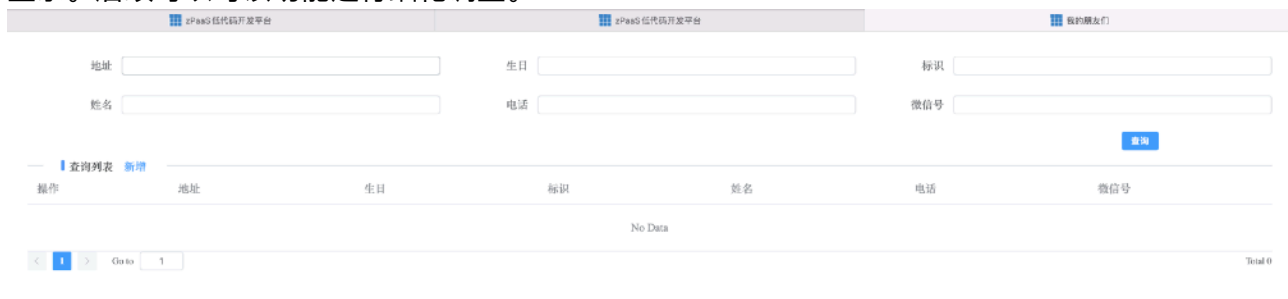 zPaaS低代码开发平台 zPaaS低代码开发平台 我的朋友们
地址 生日 标识
姓名 电话 微信号
查询
查询列表 新增
操作 地址 生日 标识 姓名 电话 微信号
No Data
< 1 > Go to 1 Total 0